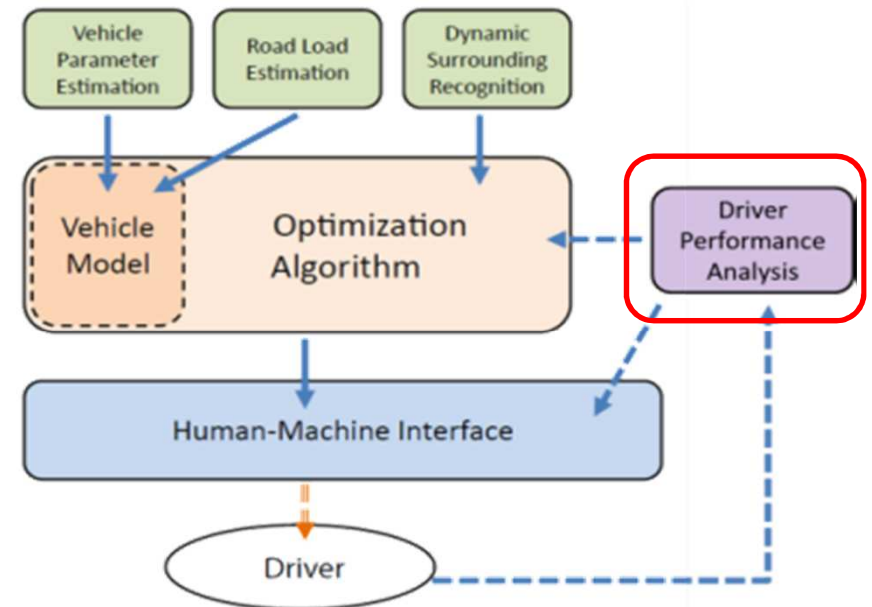 Vehicle
Parameter
Estimation
Road Load
Estimation
Dynamic
Surrounding
Recognition
Vehicle
Model
Optimization
Algorithm
Driver
Performance
Analysis
Human-Machine Interface
Driver